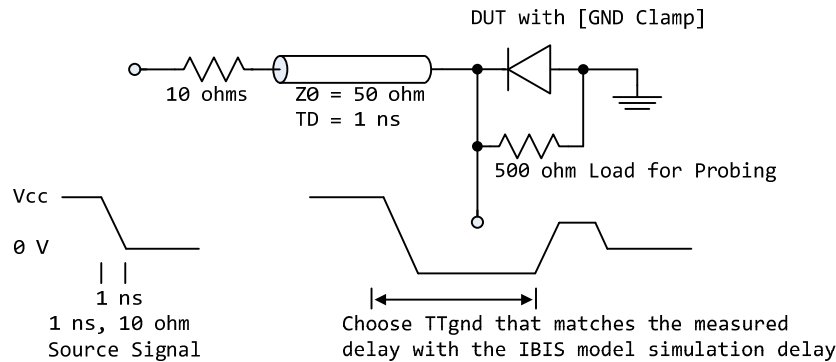 DUT with [GND Clamp]
10 ohms
Z0 = 50 ohm
TD = 1 ns
500 ohm Load for Probing
Vcc
0 V
1 ns
1 ns, 10 ohm
Source Signal
Choose TTgnd that matches the measured
delay with the IBIS model simulation delay